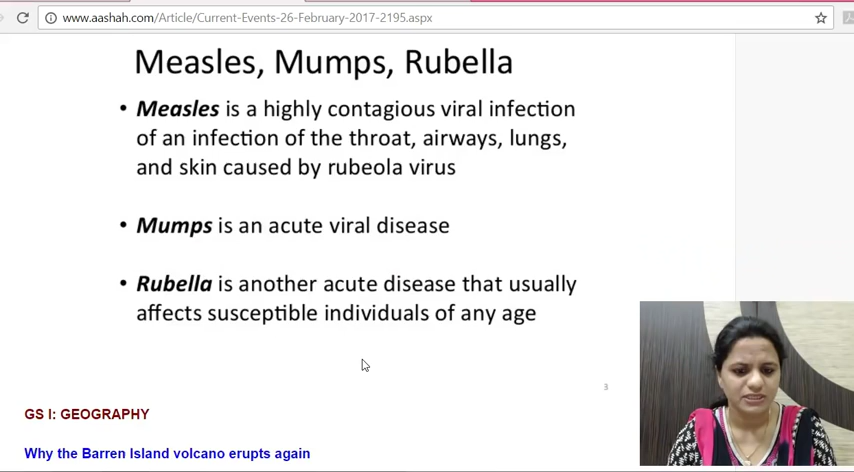 www.aashah.com/Article/Current-Events-26-February-2017-2195.aspx
Measles, Mumps, Rubella
• Measles is a highly contagious viral infection
of an infection of the throat, airways, lungs,
and skin caused by rubeola virus
• Mumps is an acute viral disease
• Rubella is another acute disease that usually
affects susceptible individuals of any age
3
GS I: GEOGRAPHY
Why the Barren Island volcano erupts again